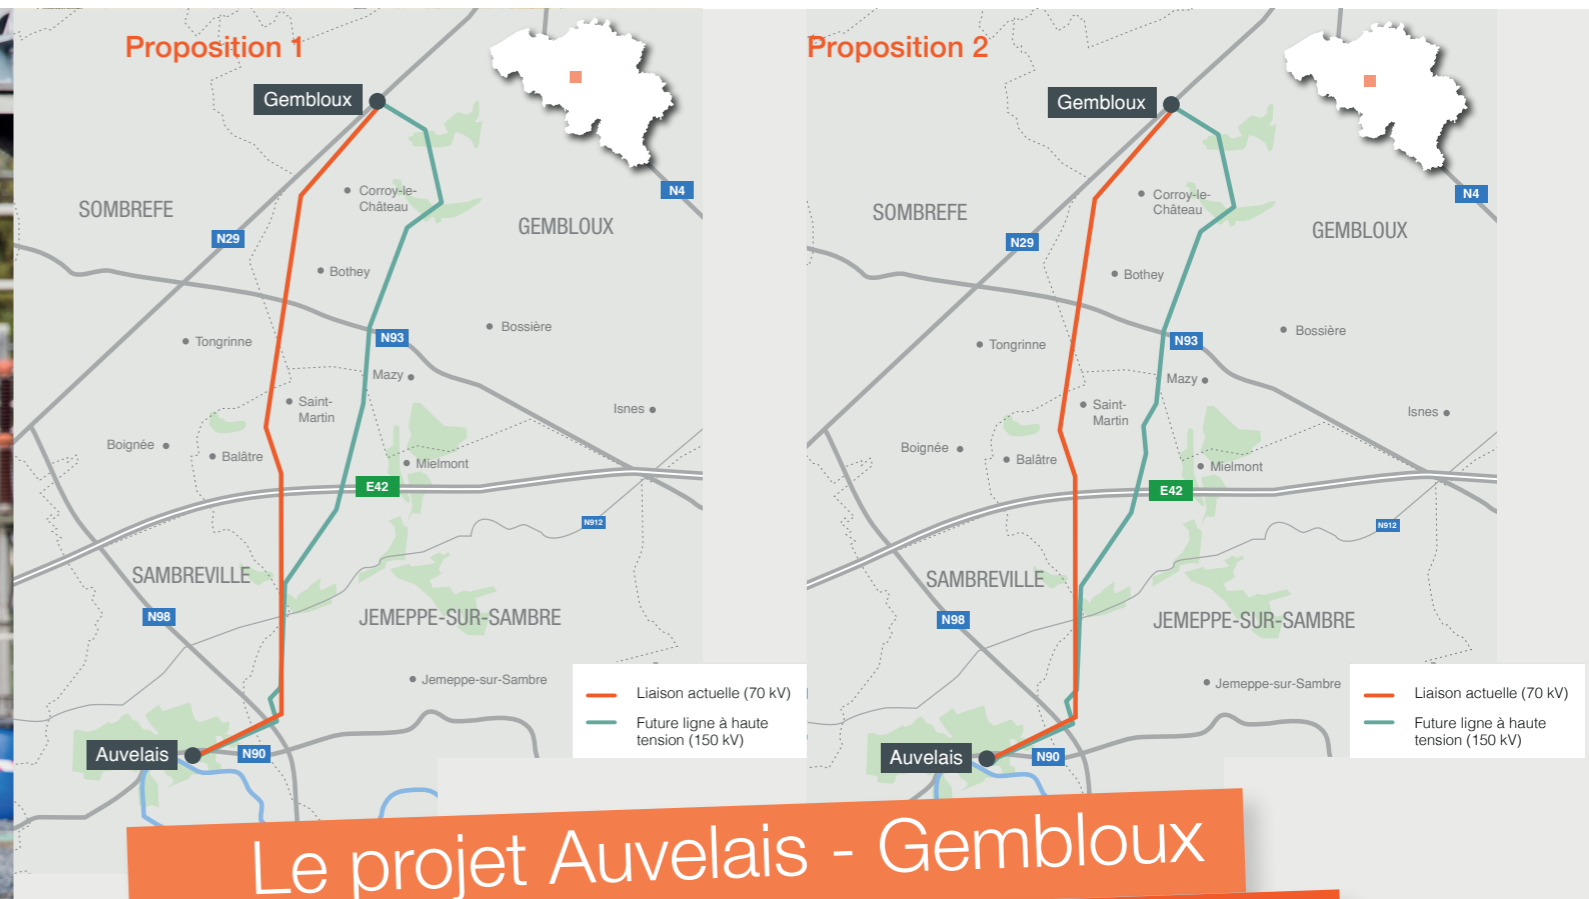 Proposition 1
Gembloux
N4
Corroy-le-
Château
SOMBREFE
GEMBLOUX
N29
Bothey
Bossière
N93
Tongrinne
Mazy
Saint-
Martin
Isnes
Boignée
Balâtre
Mielmont
E42
N912
SAMBREVILLE
N98
JEMEPPE-SUR-SAMBRE
Jemeppe-sur-Sambre
Liaison actuelle (70 kV)
Future ligne à haute
tension (150 kV)
Auvelais
N90
Proposition 2
Gembloux
N4
Corroy-le-
Château
SOMBREFE
GEMBLOUX
N29
Bothey
Bossière
N93
Tongrinne
Mazy
Saint-
Martin
Isnes
Boignée
Balâtre
Mielmont
E42
N912
SAMBREVILLE
N98
JEMEPPE-SUR-SAMBRE
Jemeppe-sur-Sambre
Liaison actuelle (70 kV)
Future ligne à haute
tension (150 kV)
Auvelais
N90
Le projet Auvelais - Gembloux